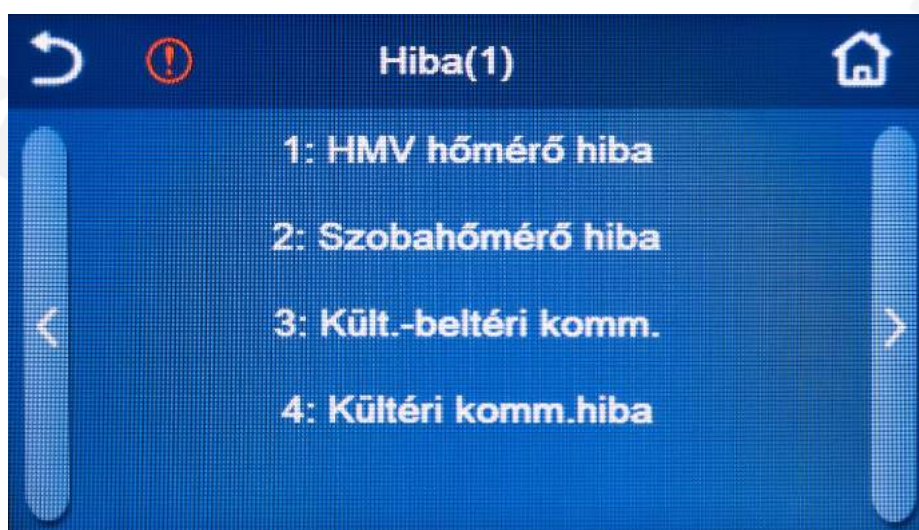 Hiba(1)
1: HMV hőmérő hiba
2: Szobahőmérő hiba
3: Kült.-beltéri komm.
4: Kültéri komm.hiba